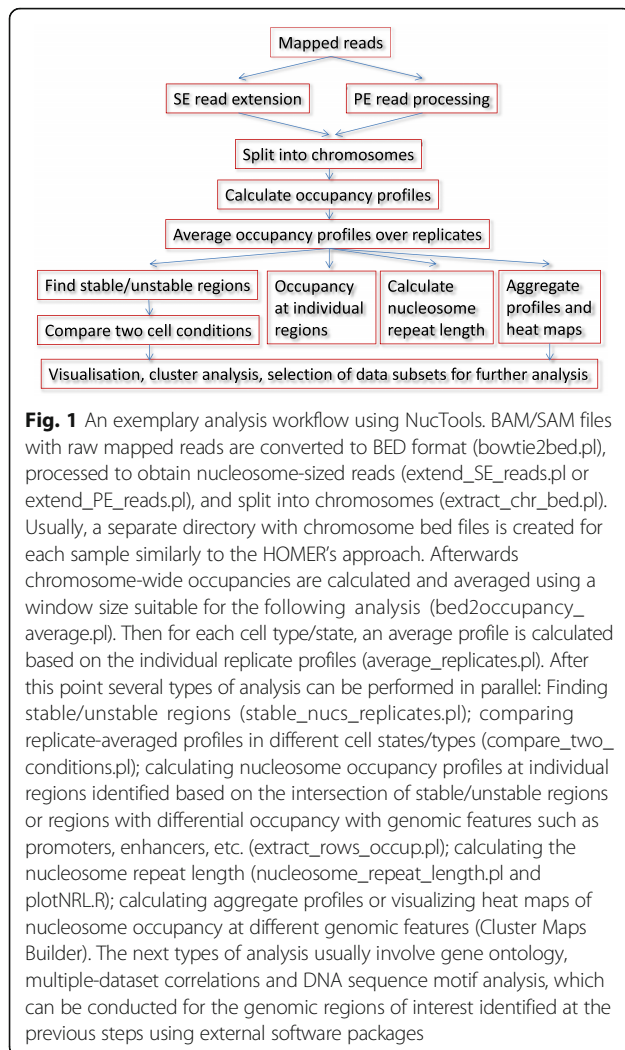 Mapped reads
SE read extension
PE read processing
Split into chromosomes
Calculate occupancy profiles
Average occupancy profiles over replicates
Find stable/unstable regions
Compare two cell conditions
Occupancy
at individual
regions
Calculate
nucleosome
repeat length
Aggregate
profiles and
heat maps
Visualisation, cluster analysis, selection of data subsets for further analysis
Fig. 1 An exemplary analysis workflow using NucTools. BAM/SAM files
with raw mapped reads are converted to BED format (bowtie2bed.pl),
processed to obtain nucleosome-sized reads (extend_SE_reads.pl or
extend_PE_reads.pl), and split into chromosomes (extract_chr_bed.pl).
Usually, a separate directory with chromosome bed files is created for
each sample similarly to the HOMER's approach. Afterwards
chromosome-wide occupancies are calculated and averaged using a
window size suitable for the following analysis (bed2occupancy_
average.pl). Then for each cell type/state, an average profile is calculated
based on the individual replicate profiles (average_replicates.pl). After
this point several types of analysis can be performed in parallel: Finding
stable/unstable regions (stable_nucs_replicates.pl); comparing
replicate-averaged profiles in different cell states/types (compare_two_
conditions.pl); calculating nucleosome occupancy profiles at individual
regions identified based on the intersection of stable/unstable regions
or regions with differential occupancy with genomic features such as
promoters, enhancers, etc. (extract_rows_occup.pl); calculating the
nucleosome repeat length (nucleosome_repeat_length.pl and
plotNRL.R); calculating aggregate profiles or visualizing heat maps of
nucleosome occupancy at different genomic features (Cluster Maps
Builder). The next types of analysis usually involve gene ontology,
multiple-dataset correlations and DNA sequence motif analysis, which
can be conducted for the genomic regions of interest identified at the
previous steps using external software packages